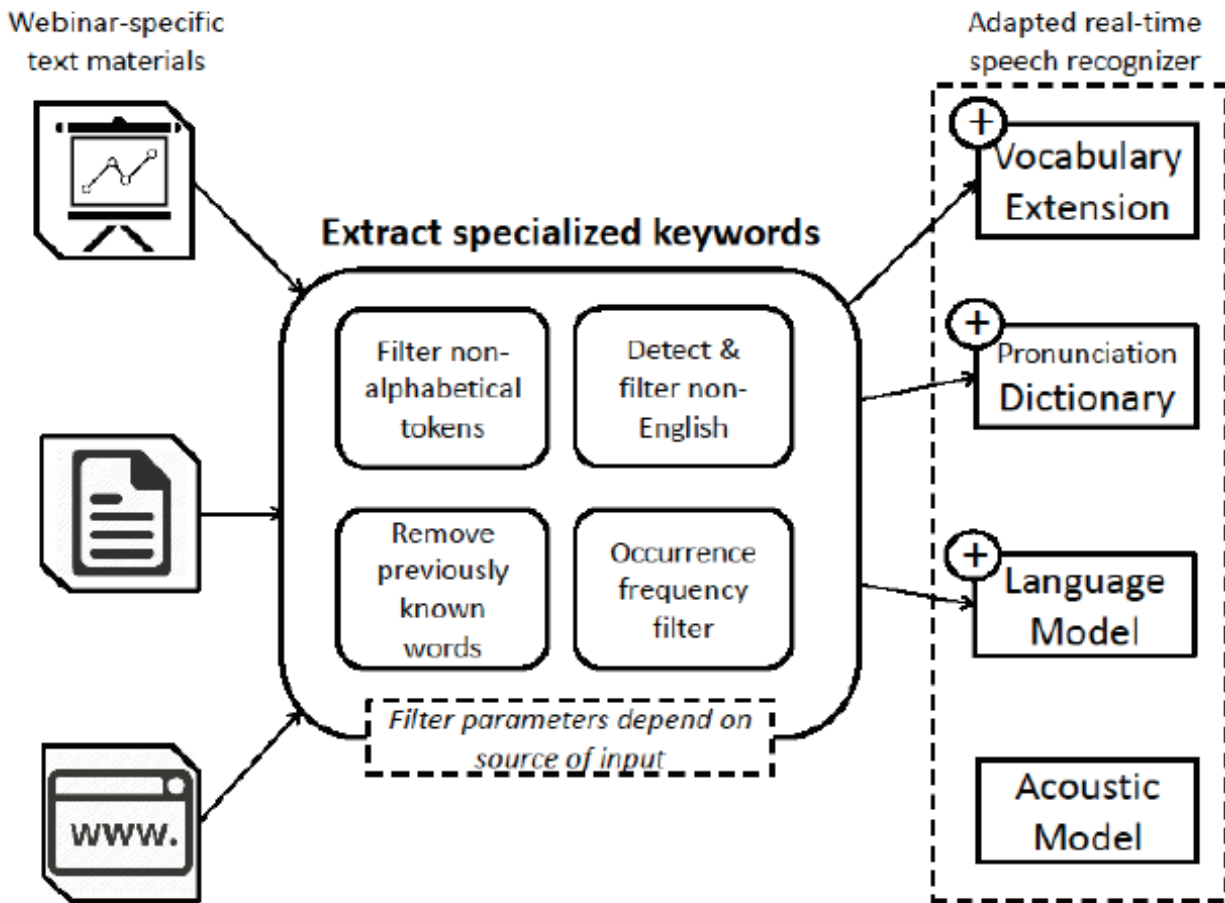 Webinar-specific
text materials
Adapted real-time
speech recognizer
Extract specialized keywords
Filter non-
alphabetical
tokens
Detect &
filter non-
English
Remove
previously
known
words
Occurrence
frequency
filter
Filter parameters depend on
source of input
www.
+
Vocabulary
Extension
+
Pronunciation
Dictionary
+
Language
Model
Acoustic
Model